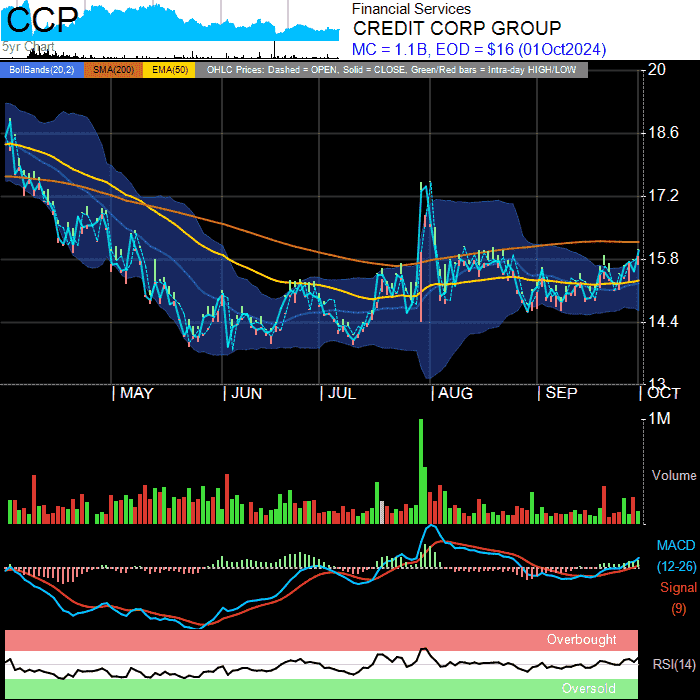 CCP
5yr Chart
Financial Services
CREDIT CORP GROUP
MC = 1.1B, EOD = $16 (01Oct2024)
BollBands(20,2) SMA(200) EMA(50) OHLC Prices: Dashed = OPEN, Solid = CLOSE, Green/Red bars = Intra-day HIGH/LOW
20
18.6
17.2
15.8
14.4
13
MAY JUN JUL AUG SEP OCT
1M
Volume
MACD
(12-26)
Signal
(9)
Overbought
RSI(14)
Oversold